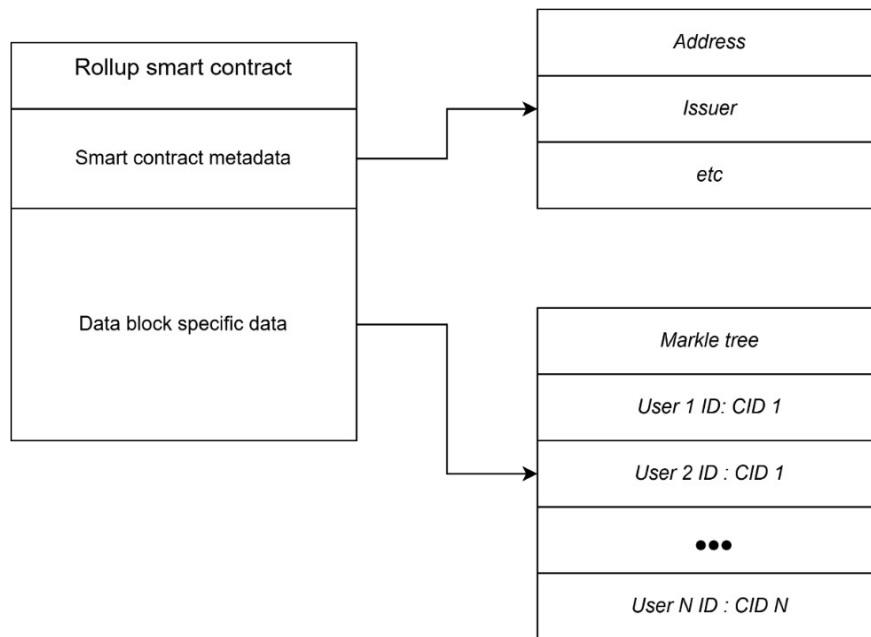 Rollup smart contract
Smart contract metadata
Data block specific data
Address
Issuer
etc
Markle tree
User 1 ID: CID 1
User 2 ID : CID 1
●●●
User N ID : CID N